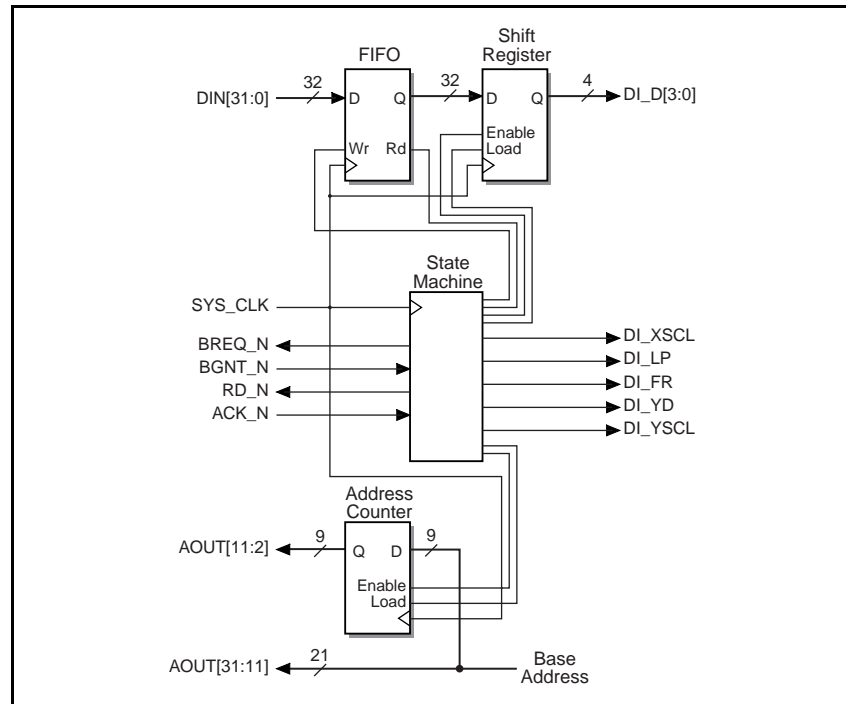 Shift
Register
FIFO
DIN[31:0]
32
D
Q
32
D
Q
4
DI_D[3:0]
Wr
Rd
Enable
Load
State
Machine
SYS_CLK
BREQ_N
BGNT_N
RD_N
ACK_N
DI_XSCL
DI_LP
DI_FR
DI_YD
DI_YSCL
Address
Counter
AOUT[11:2]
9
Q
D
9
Enable
Load
AOUT[31:11]
21
Base
Address